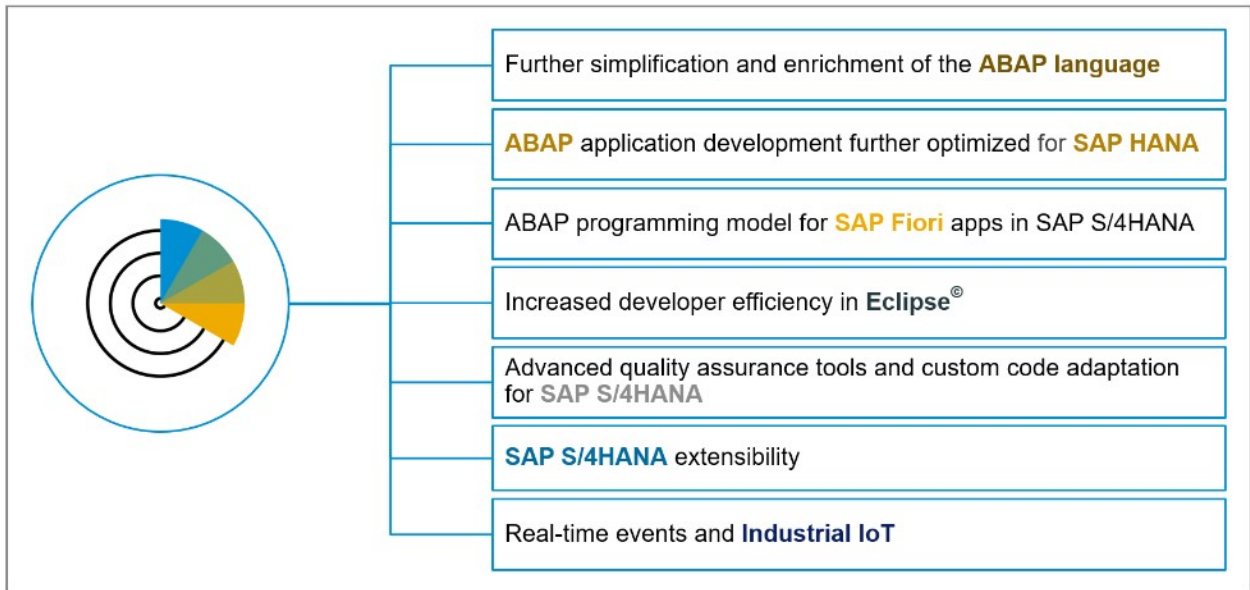 Further simplification and enrichment of the ABAP language
ABAP application development further optimized for SAP HANA
ABAP programming model for SAP Fiori apps in SAP S/4HANA
Increased developer efficiency in Eclipse©
Advanced quality assurance tools and custom code adaptation
for SAP S/4HANA
SAP S/4HANA extensibility
Real-time events and Industrial IoT